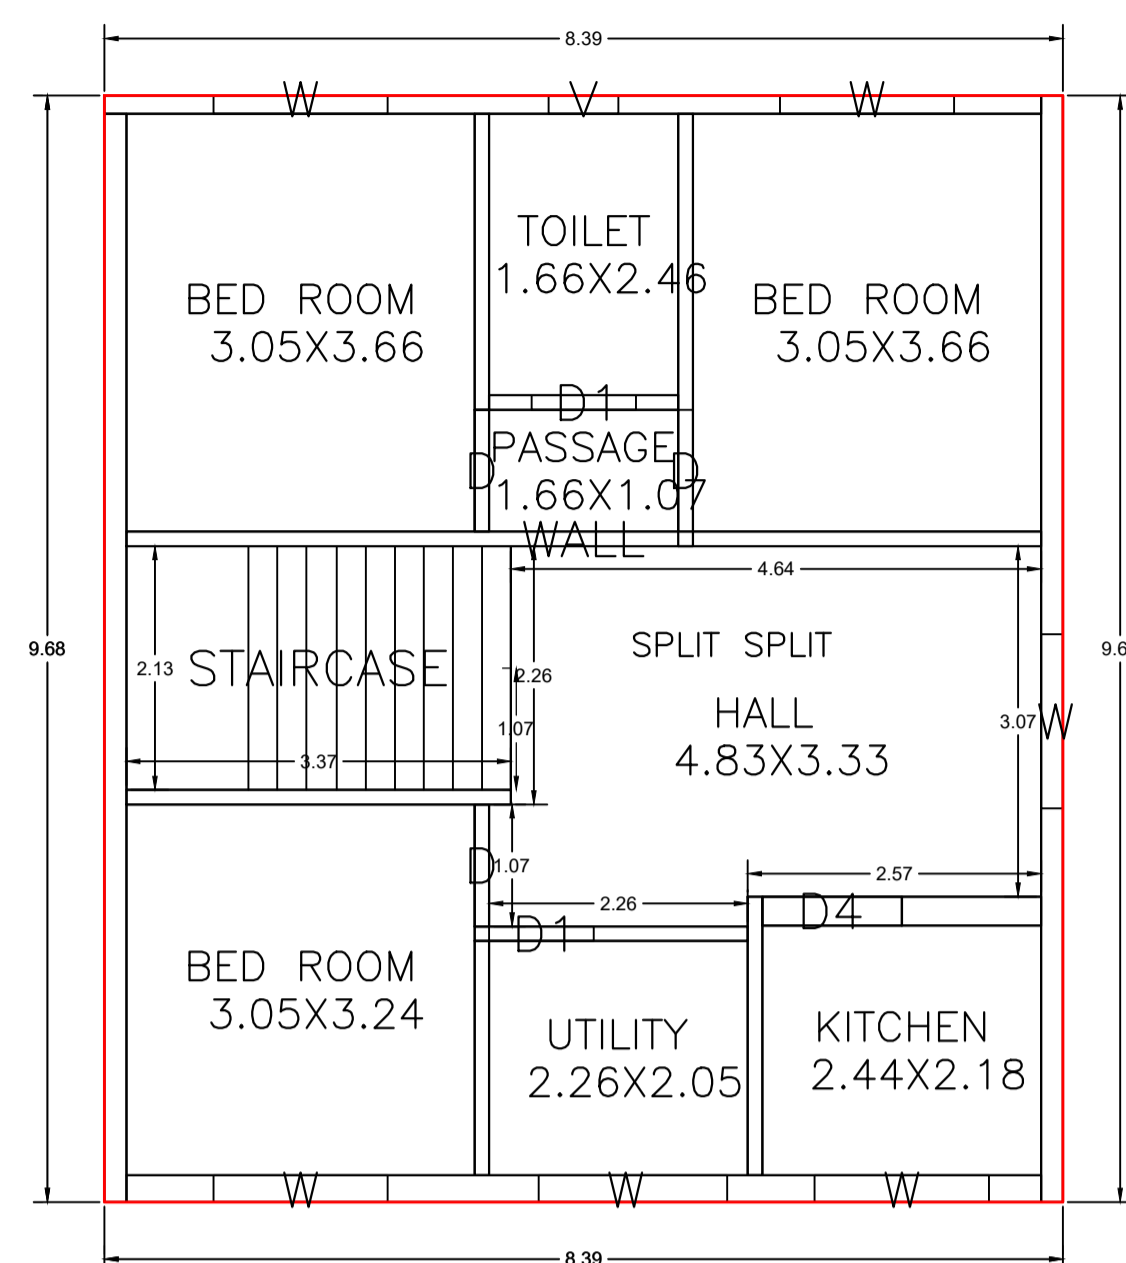 8.39
W
V
W
TOILET
1.66X2.46
BED ROOM
3.05X3.66
BED ROOM
3.05X3.66
D1
PASSAGE
D
D
1.66X1.07
WALL
4.64
SPLIT SPLIT
9.68
9.6
2.13
STAIRCASE
2.26
HALL
3.07
W
1.07
4.83X3.33
3.37
D
1.07
2.57
2.26
D4
D1
BED ROOM
3.05X3.24
UTILITY
2.26X2.05
KITCHEN
2.44X2.18
W
W
W
8.39